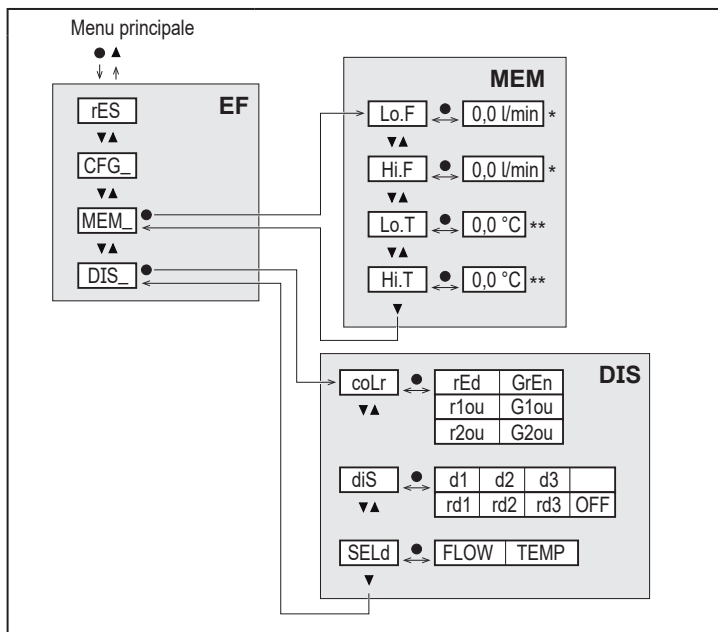 Menu principale
EF
rES
CFG_
MEM_
DIS_
MEM
Lo.F 0,0 l/min *
Hi.F 0,0 l/min *
Lo.T 0,0 °C **
Hi.T 0,0 °C **
DIS
coLr rEd GrEn
r1ou G1ou
r2ou G2ou
diS d1 d2 d3
rd1 rd2 rd3 OFF
SELd FLOW TEMP